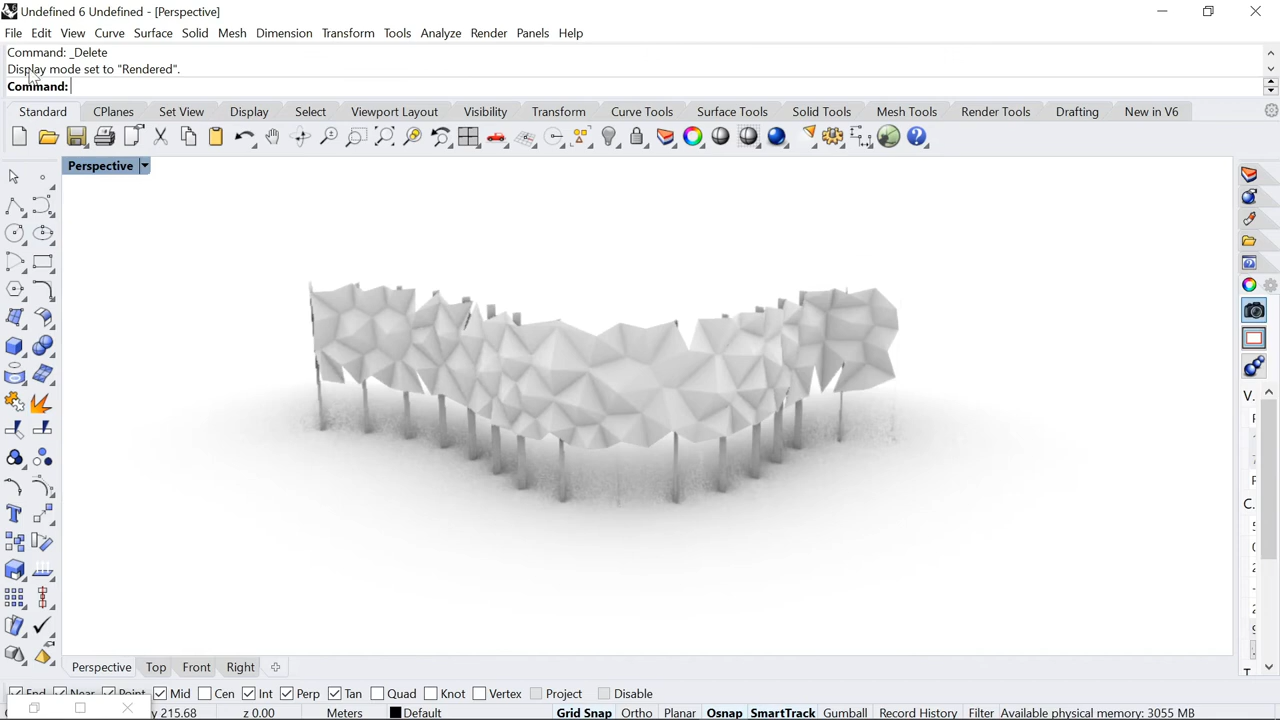 Undefined 6 Undefined - [Perspective]
File Edit View Curve Surface Solid Mesh Dimension Transform Tools Analyze Render Panels Help
Command: _Delete
Display mode set to "Rendered".
Command:
Standard CPlanes Set View Display Select Viewport Layout Visibility Transform Curve Tools Surface Tools Solid Tools Mesh Tools Render Tools Drafting New in V6
Perspective
V.
C.
Perspective Top Front Right
End Near Point Mid Cen Int Perp Tan Quad Knot Vertex Project Disable
y 215.68 z 0.00 Meters Default Grid Snap Ortho Planar Osnap SmartTrack Gumball Record History Filter Available physical memory: 3055 MB